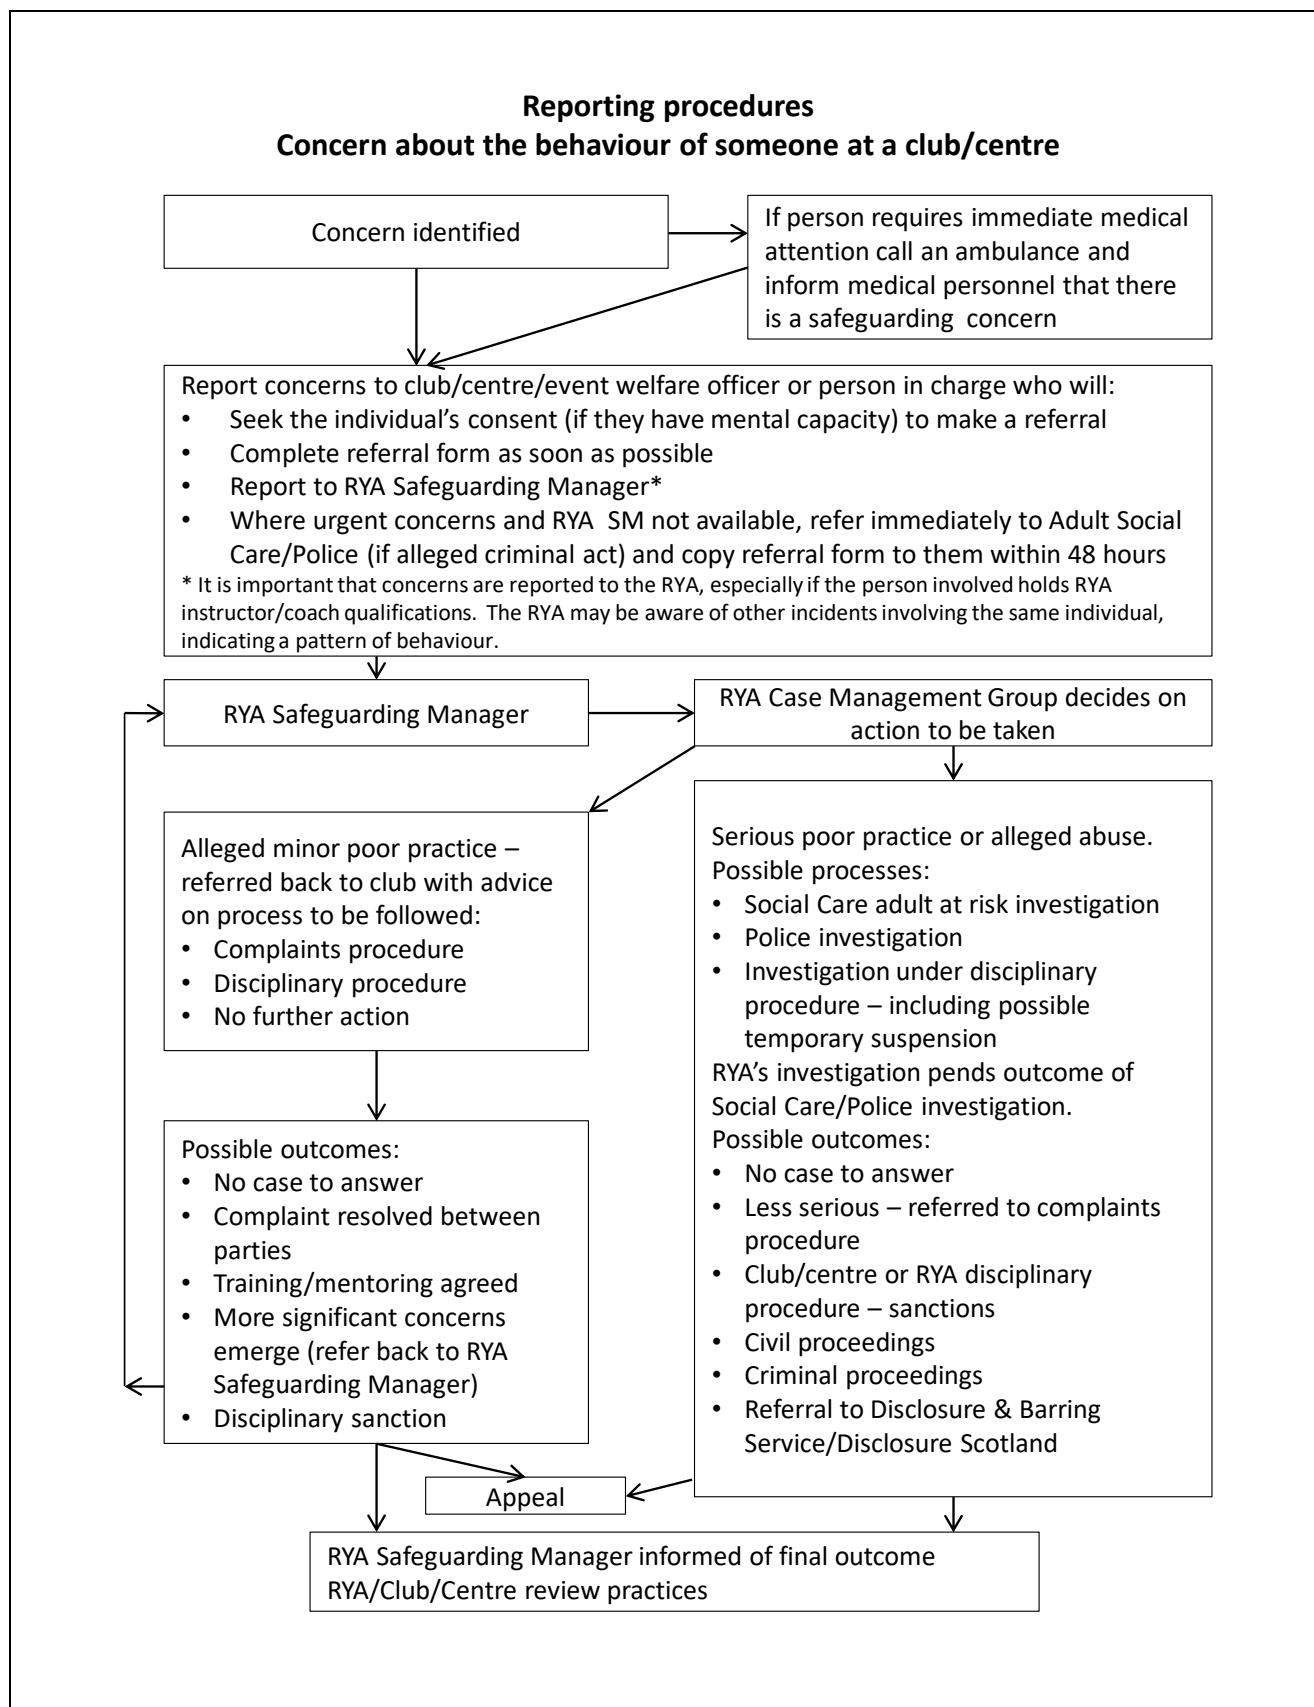 Reporting procedures
Concern about the behaviour of someone at a club/centre
Concern identified
If person requires immediate medical
attention call an ambulance and
inform medical personnel that there
is a safeguarding concern
Report concerns to club/centre/event welfare officer or person in charge who will:
• Seek the individual's consent (if they have mental capacity) to make a referral
• Complete referral form as soon as possible
• Report to RYA Safeguarding Manager*
• Where urgent concerns and RYA SM not available, refer immediately to Adult Social
Care/Police (if alleged criminal act) and copy referral form to them within 48 hours
* It is important that concerns are reported to the RYA, especially if the person involved holds RYA
instructor/coach qualifications. The RYA may be aware of other incidents involving the same individual,
indicating a pattern of behaviour.
RYA Safeguarding Manager
RYA Case Management Group decides on
action to be taken
Alleged minor poor practice –
referred back to club with advice
on process to be followed:
• Complaints procedure
• Disciplinary procedure
• No further action
Serious poor practice or alleged abuse.
Possible processes:
• Social Care adult at risk investigation
• Police investigation
• Investigation under disciplinary
procedure – including possible
temporary suspension
RYA's investigation pends outcome of
Social Care/Police investigation.
Possible outcomes:
• No case to answer
• Less serious – referred to complaints
procedure
• Club/centre or RYA disciplinary
procedure – sanctions
• Civil proceedings
• Criminal proceedings
• Referral to Disclosure & Barring
Service/Disclosure Scotland
Possible outcomes:
• No case to answer
• Complaint resolved between
parties
• Training/mentoring agreed
• More significant concerns
emerge (refer back to RYA
Safeguarding Manager)
• Disciplinary sanction
Appeal
RYA Safeguarding Manager informed of final outcome
RYA/Club/Centre review practices